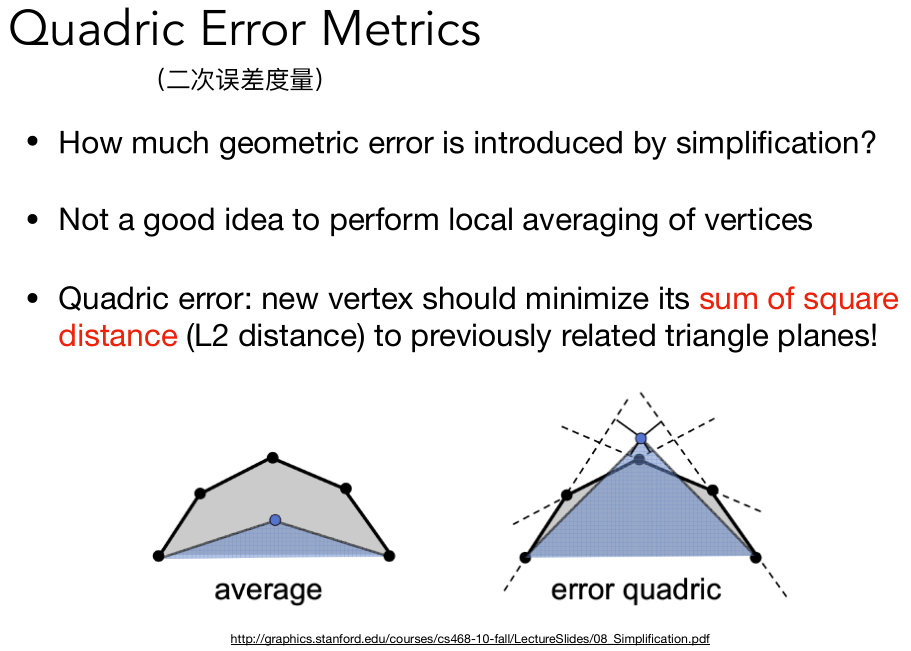 Quadric Error Metrics
（二次误差度量）
• How much geometric error is introduced by simplification?
• Not a good idea to perform local averaging of vertices
• Quadric error: new vertex should minimize its sum of square
distance (L2 distance) to previously related triangle planes!
average
error quadric
http://graphics.stanford.edu/courses/cs468-10-fall/LectureSlides/08_Simplification.pdf